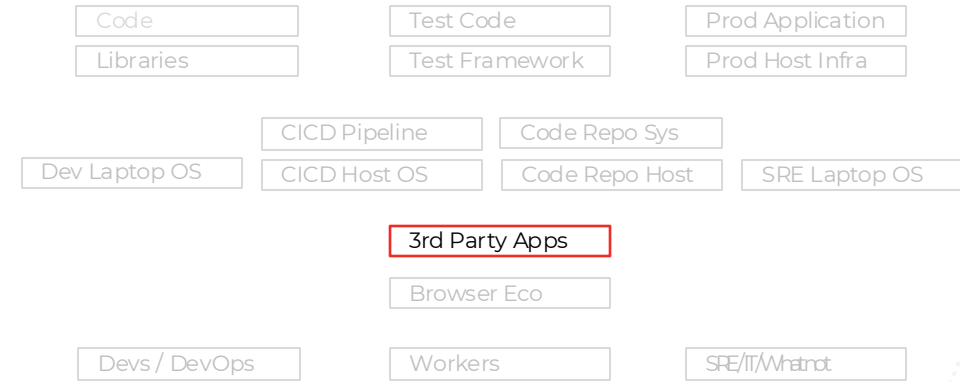 Code
Test Code
Prod Application
Libraries
Test Framework
Prod Host Infra
CICD Pipeline
Code Repo Sys
Dev Laptop OS
CICD Host OS
Code Repo Host
SRE Laptop OS
3rd Party Apps
Browser Eco
Devs / DevOps
Workers
SRE/IT/Whatnot